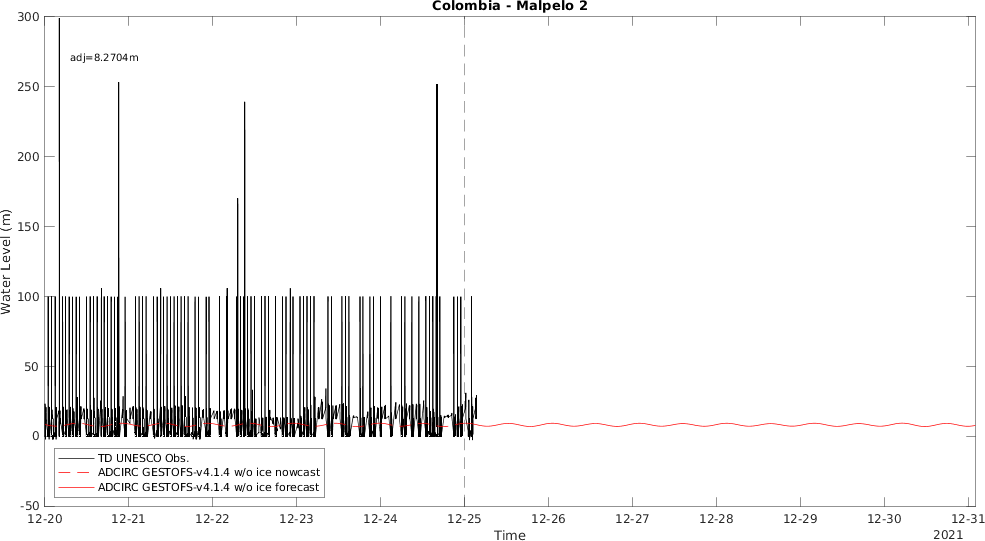 Colombia - Malpelo 2
300
adj=8.2704m
250
200
150
100
50
0
-50
Water Level (m)
TD UNESCO Obs.
ADCIRC GESTOFS-v4.1.4 w/o ice nowcast
ADCIRC GESTOFS-v4.1.4 w/o ice forecast
12-20 12-21 12-22 12-23 12-24 12-25 12-26 12-27 12-28 12-29 12-30 12-31
Time
2021